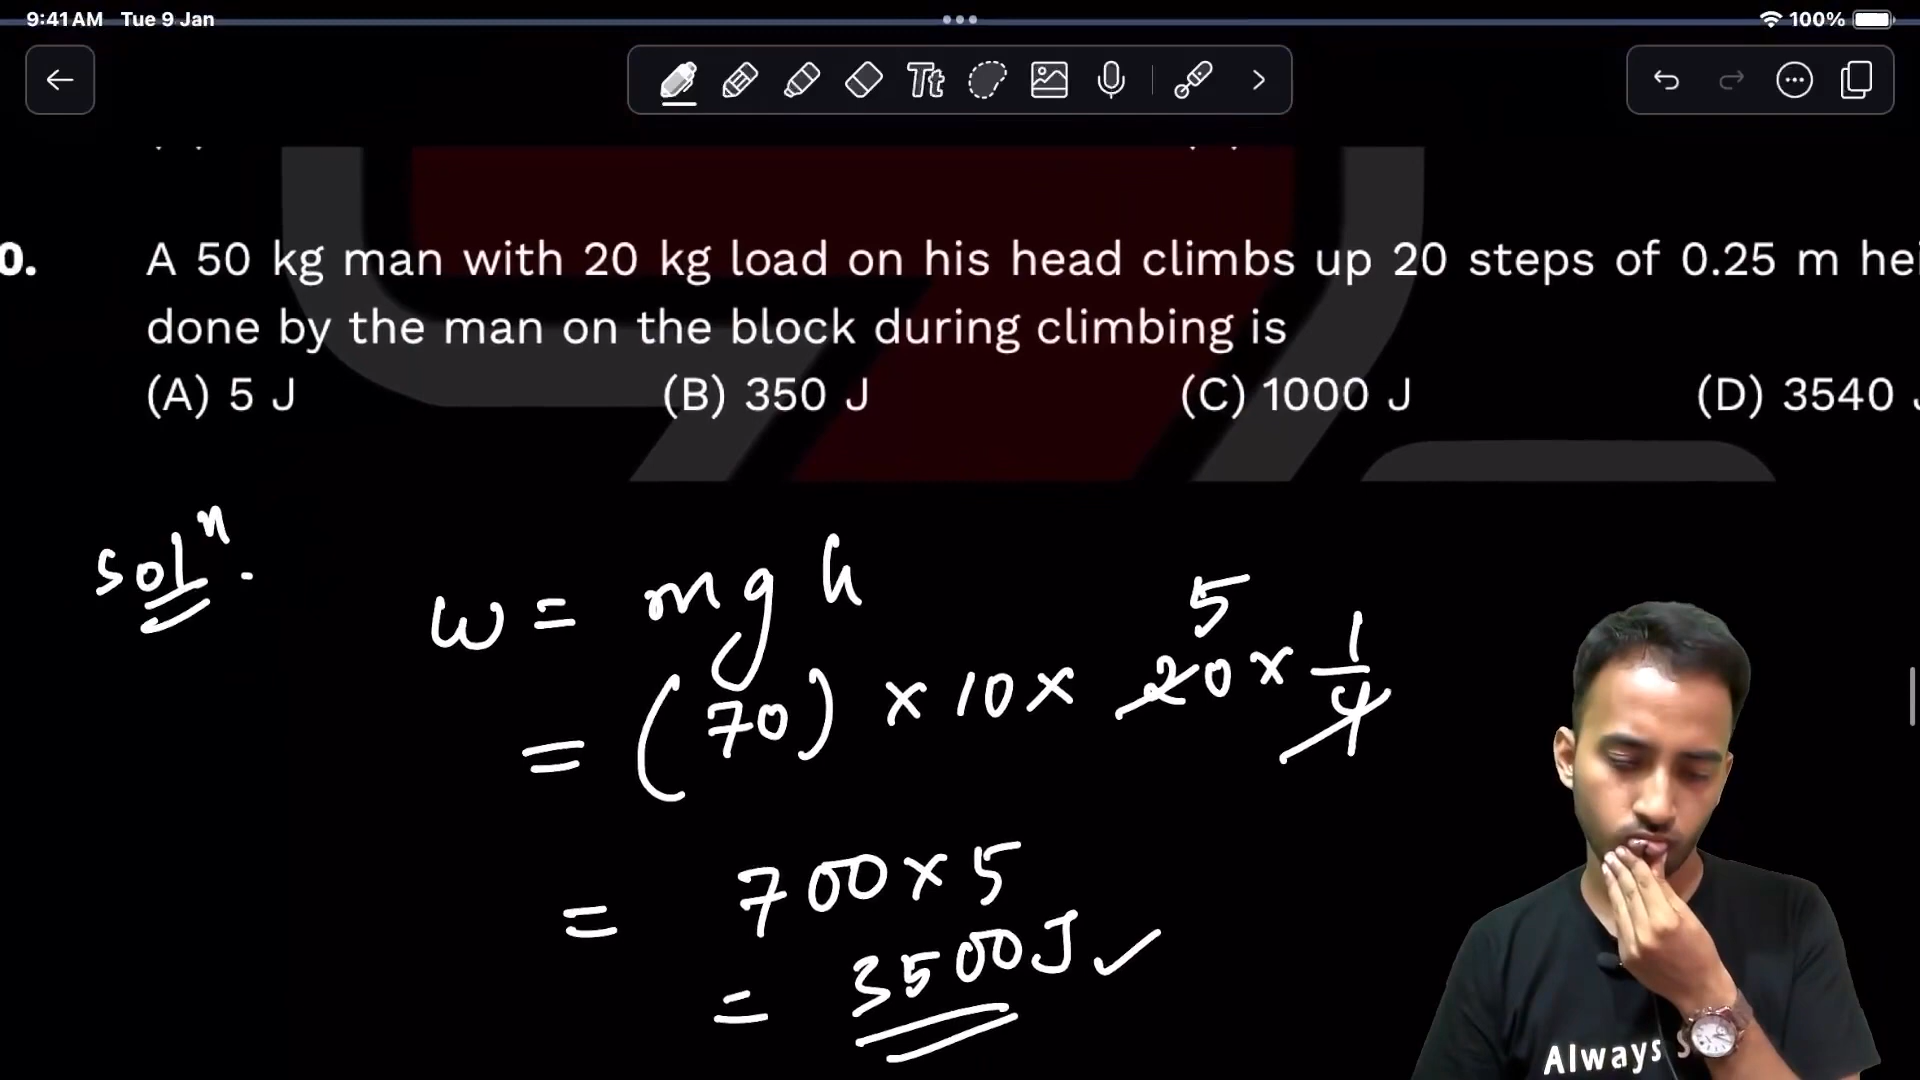 9:41 AM Tue 9 Jan
100%
Tt
0. A 50 kg man with 20 kg load on his head climbs up 20 steps of 0.25 m hei
done by the man on the block during climbing is
(A) 5 J (B) 350 J (C) 1000 J (D) 3540 J
Solⁿ.
W = mgh
= (70) × 10 × 20 × 1/4
5
= 700 × 5
= 3500 J ✓
Always S